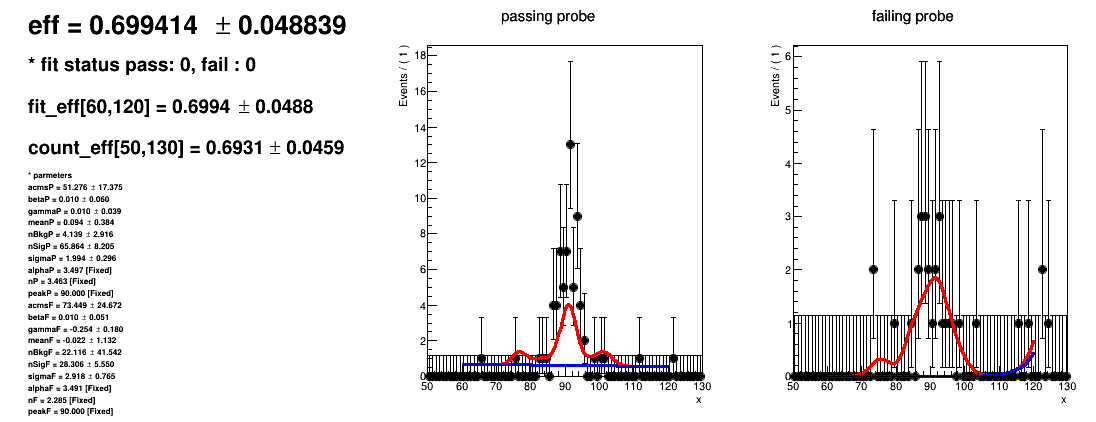 eff = 0.699414 ± 0.048839
* fit status pass: 0, fail : 0
fit_eff[60,120] = 0.6994 ± 0.0488
count_eff[50,130] = 0.6931 ± 0.0459
* parmeters
acmsP = 51.276 ± 17.375
betaP = 0.010 ± 0.060
gammaP = 0.010 ± 0.039
meanP = 0.094 ± 0.384
nBkgP = 4.139 ± 2.916
nSigP = 65.864 ± 8.205
sigmaP = 1.994 ± 0.296
alphaP = 3.497 [Fixed]
nP = 3.463 [Fixed]
peakP = 90.000 [Fixed]
acmsF = 73.449 ± 24.672
betaF = 0.010 ± 0.051
gammaF = -0.254 ± 0.180
meanF = -0.022 ± 1.132
nBkgF = 22.116 ± 41.542
nSigF = 28.306 ± 5.550
sigmaF = 2.918 ± 0.765
alphaF = 3.491 [Fixed]
nF = 2.285 [Fixed]
peakF = 90.000 [Fixed]
passing probe
Events / ( 1 )
18
16
14
12
10
8
6
4
2
0
50 60 70 80 90 100 110 120 130
x
failing probe
Events / ( 1 )
6
5
4
3
2
1
0
50 60 70 80 90 100 110 120 130
x